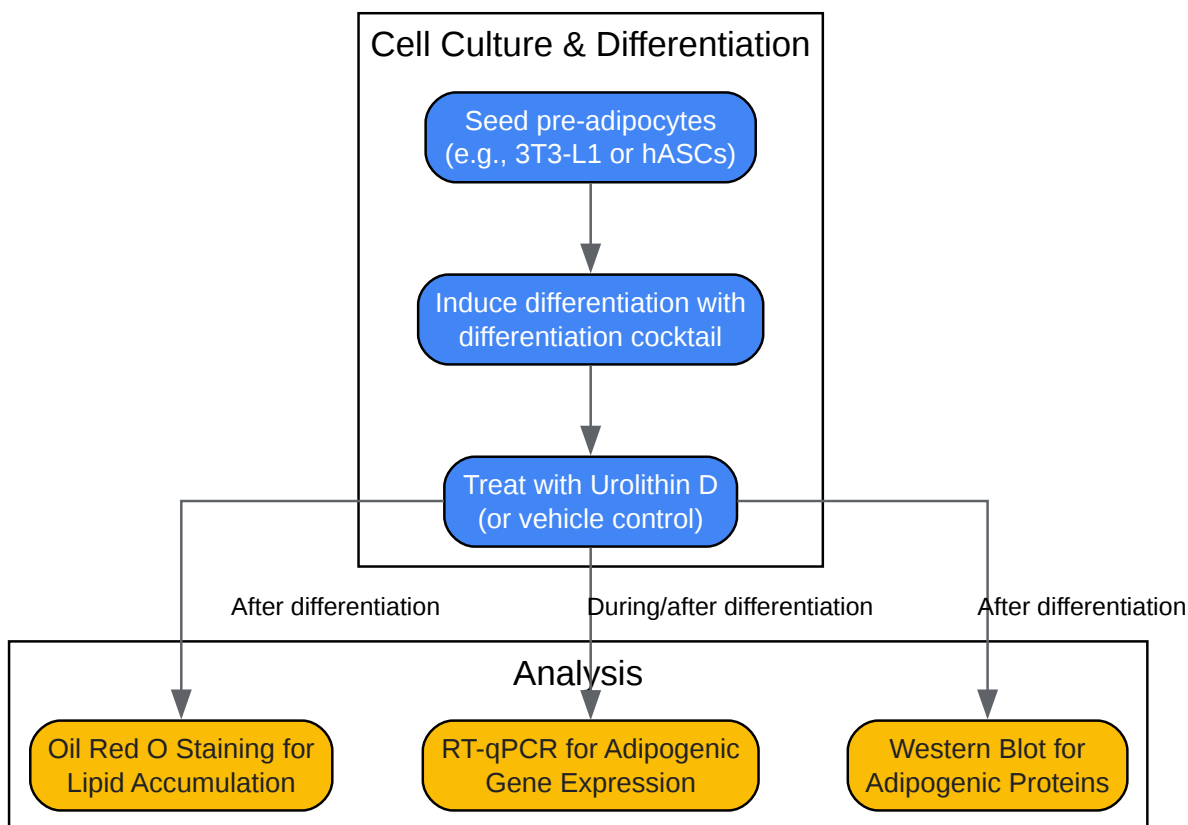 Cell Culture & Differentiation
Seed pre-adipocytes
(e.g., 3T3-L1 or hASCs)
Induce differentiation with
differentiation cocktail
Treat with Urolithin D
(or vehicle control)
After differentiation
During/after differentiation
After differentiation
Analysis
Oil Red O Staining for
Lipid Accumulation
RT-qPCR for Adipogenic
Gene Expression
Western Blot for
Adipogenic Proteins